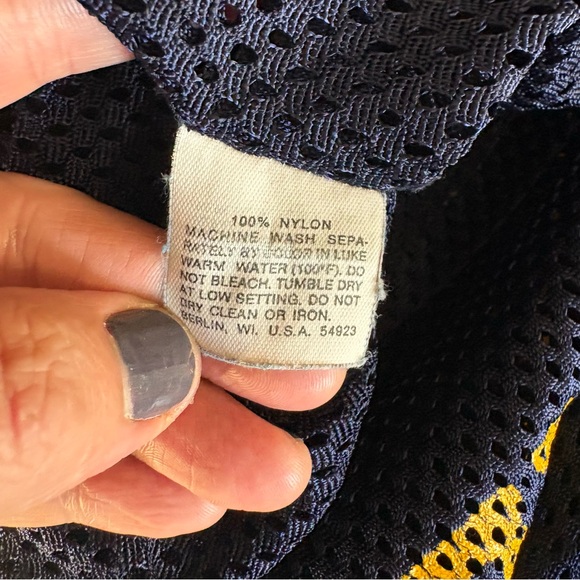 100% NYLON
MACHINE WASH SEPA-
RATELY BY COLOR IN LUKE
WARM WATER (100°F). DO
NOT BLEACH. TUMBLE DRY
AT LOW SETTING. DO NOT
DRY CLEAN OR IRON.
BERLIN, WI. U.S.A. 54923